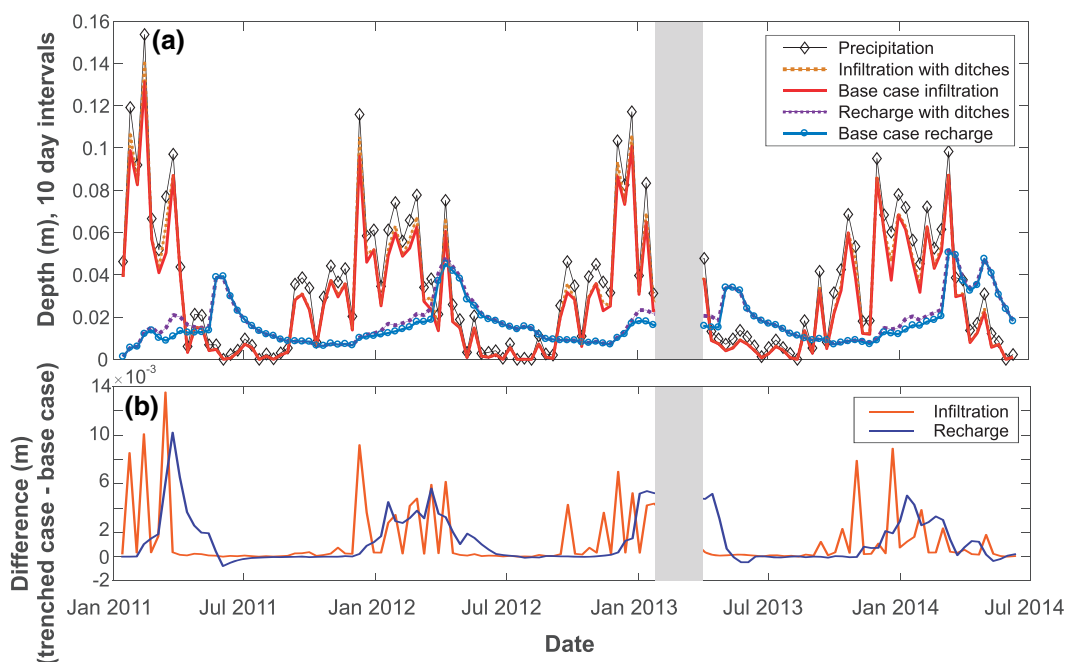 (a)
0.16
0.14
0.12
0.1
0.08
0.06
0.04
0.02
0
Depth (m), 10 day intervals
Precipitation
Infiltration with ditches
Base case infiltration
Recharge with ditches
Base case recharge
×10⁻³
(b)
14
10
6
2
0
-2
Difference (m)
(trenched case - base case)
Infiltration
Recharge
Jan 2011
Jul 2011
Jan 2012
Jul 2012
Jan 2013
Jul 2013
Jan 2014
Jul 2014
Date